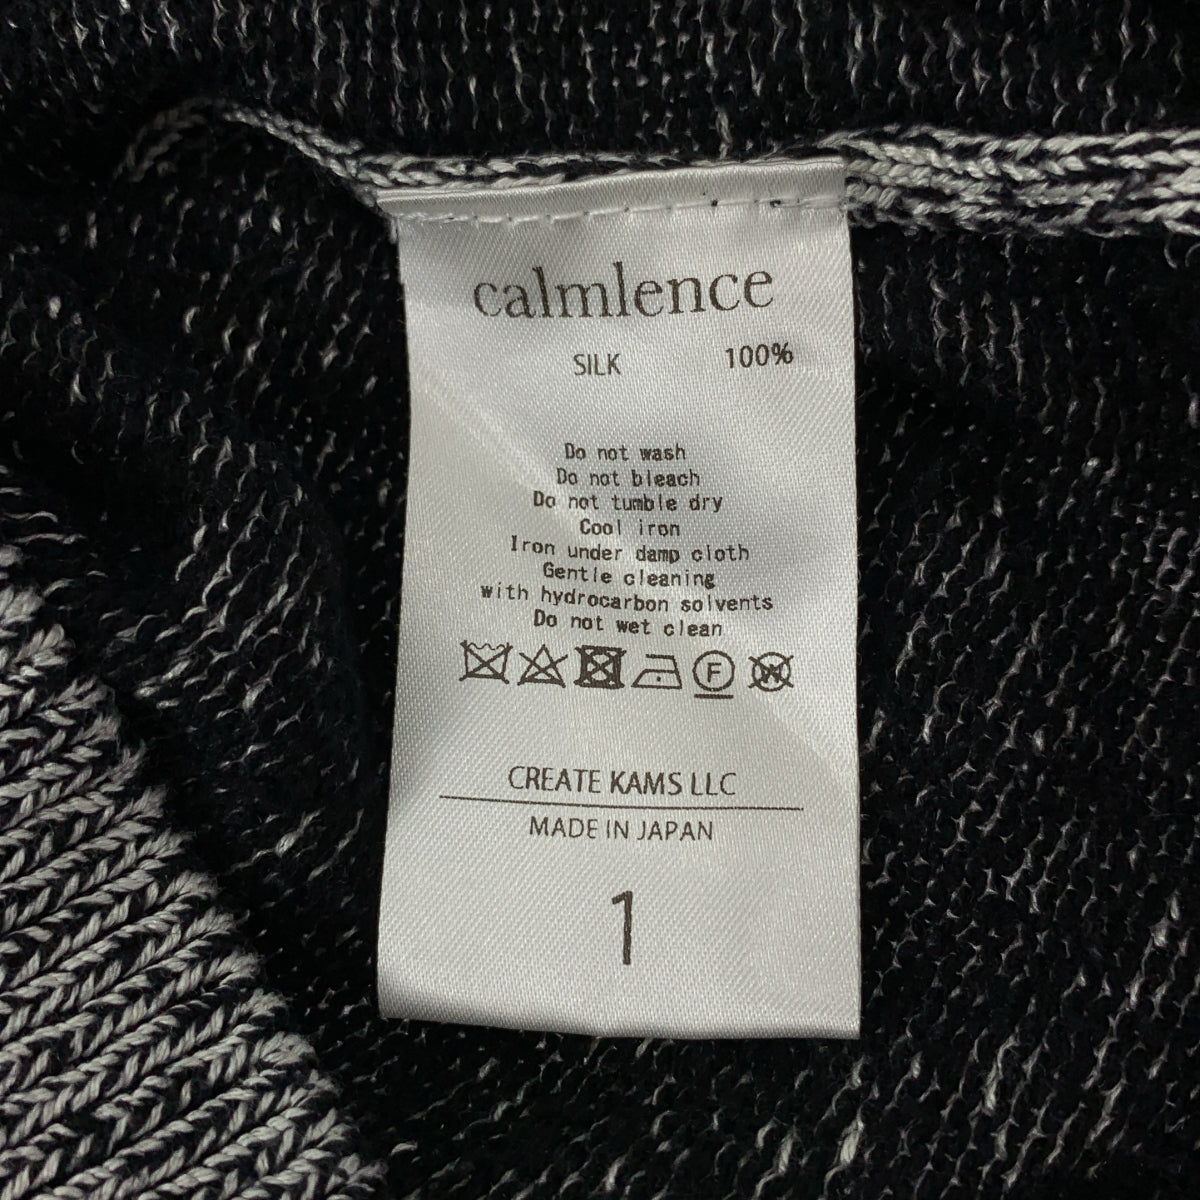 calmlence
SILK 100%
Do not wash
Do not bleach
Do not tumble dry
Cool iron
Iron under damp cloth
Gentle cleaning
with hydrocarbon solvents
Do not wet clean
F W
CREATE KAMS LLC
MADE IN JAPAN
1